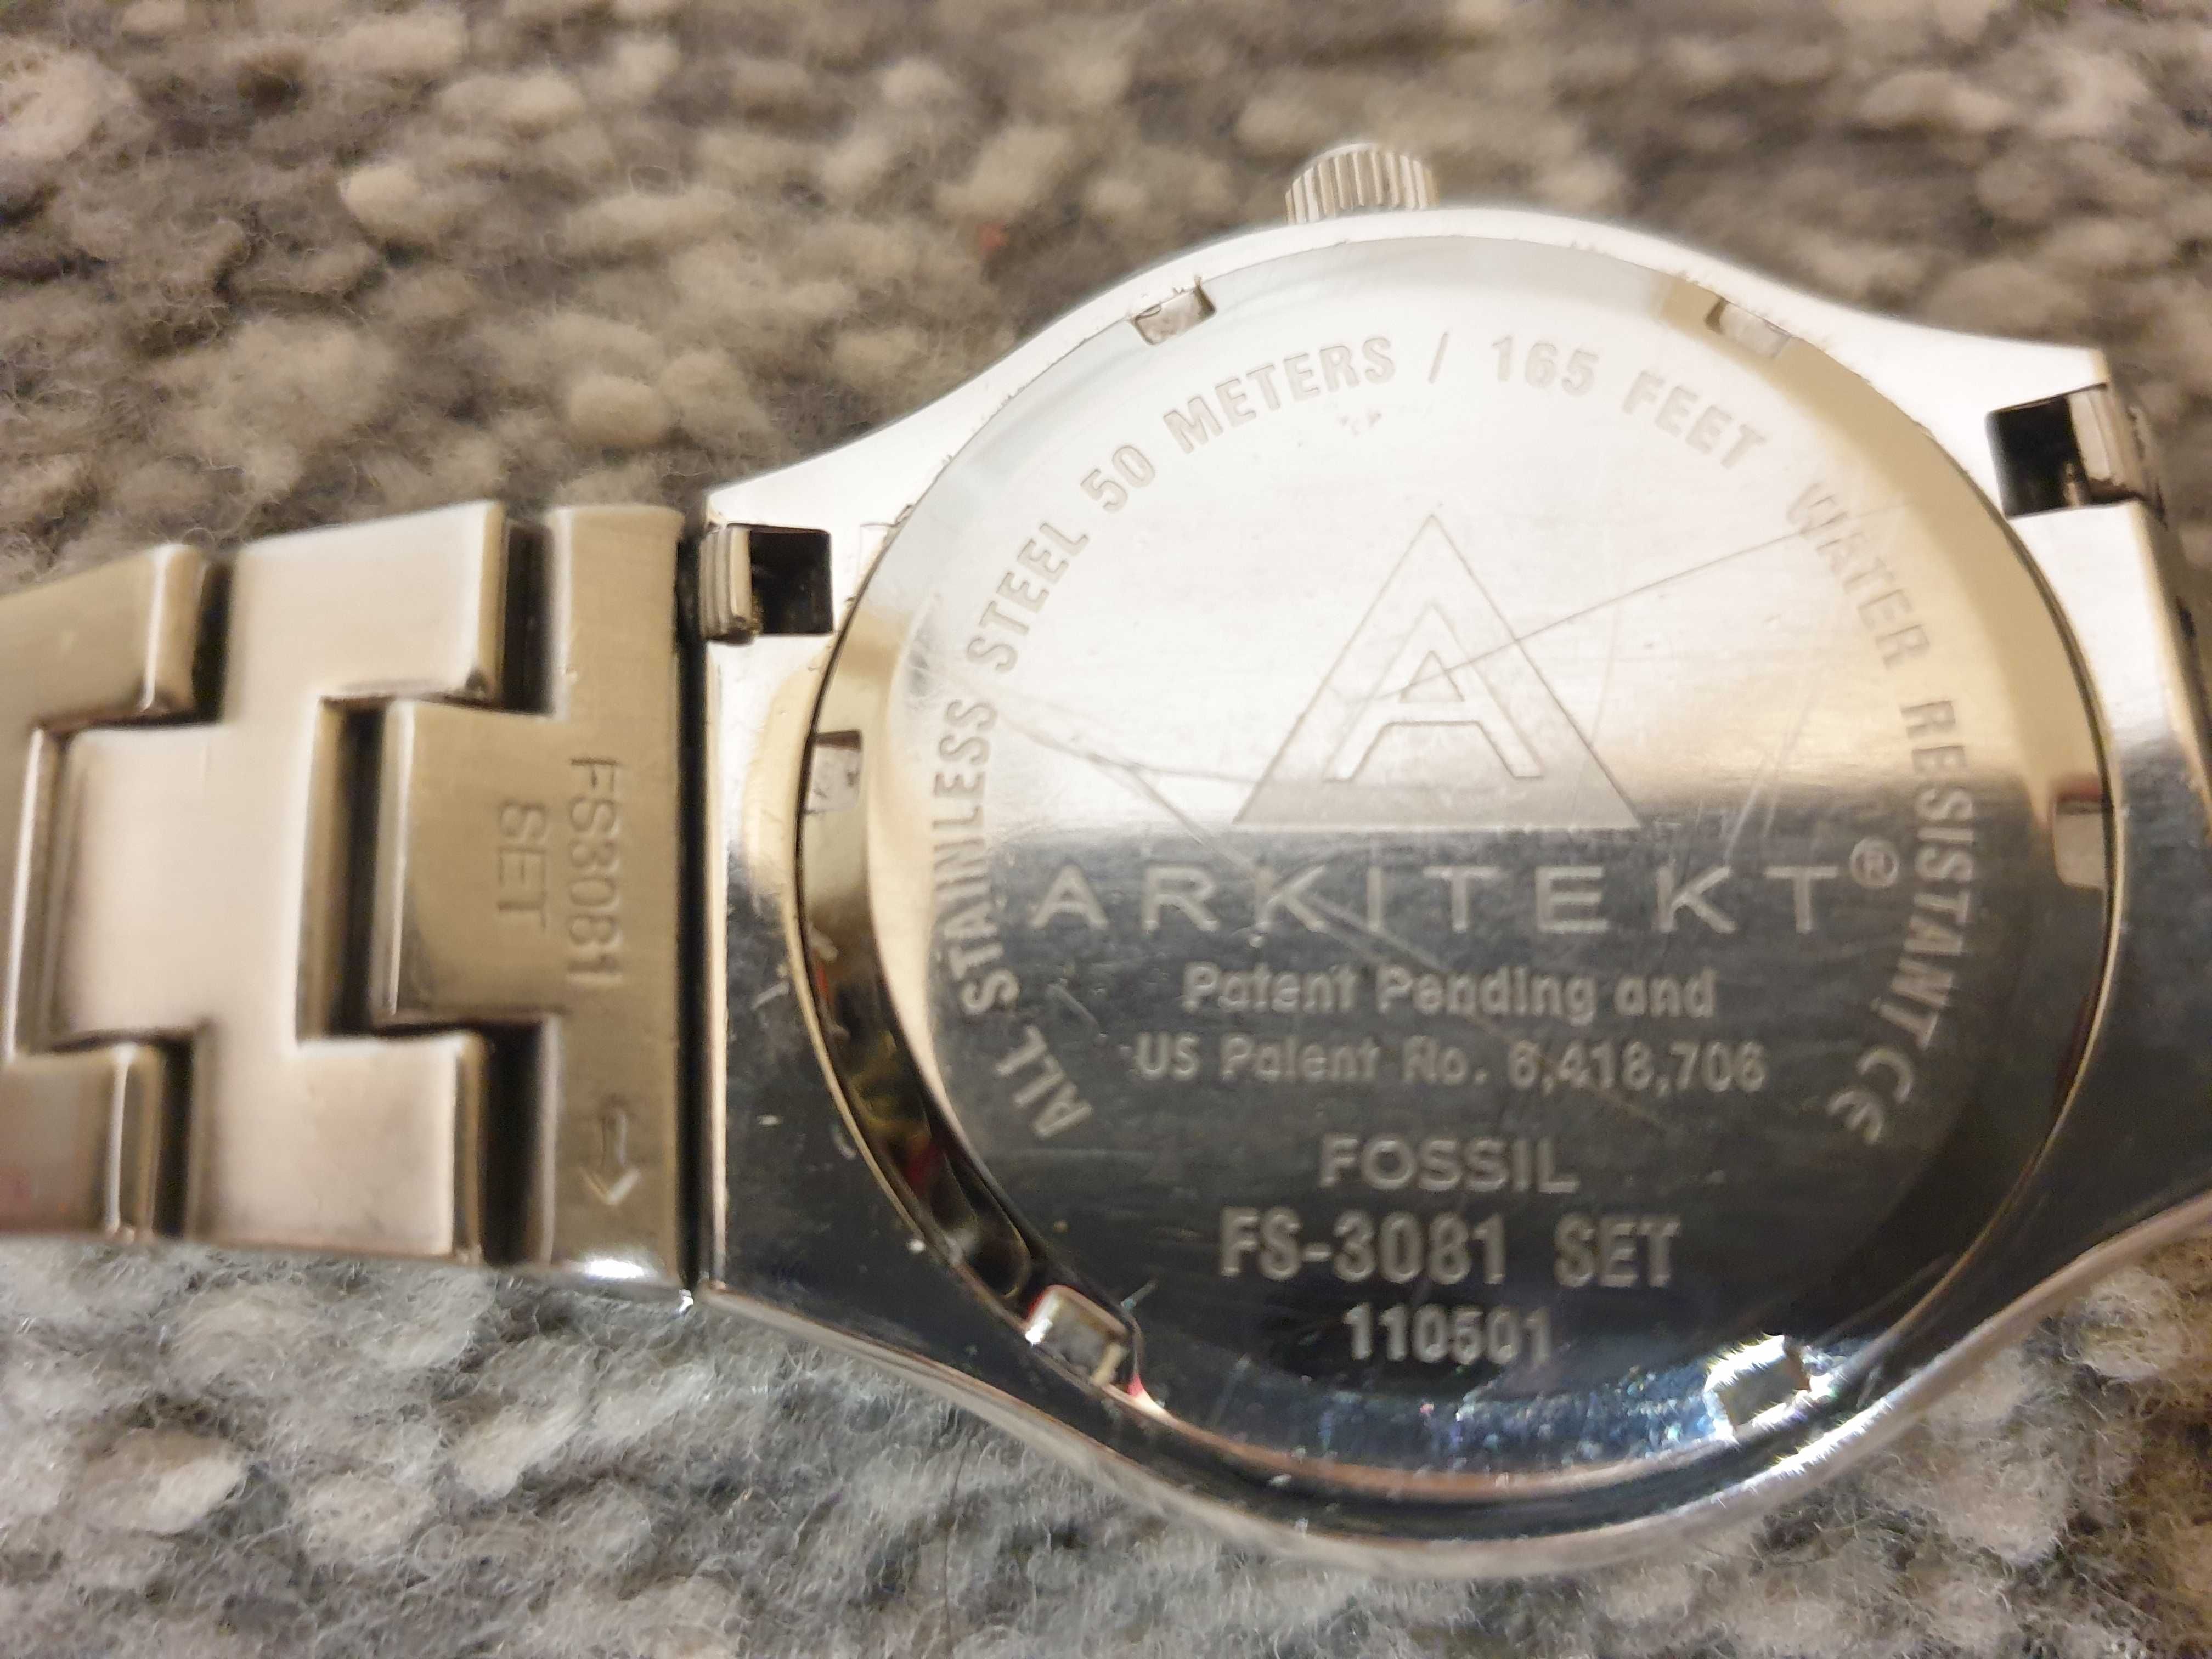 ALL STAINLESS STEEL 50 METERS / 165 FEET WATER RESISTANT CE
A
ARKITEKT®
Patent Pending and
US Patent No. 6,418,706
FOSSIL
FS-3081 SET
110501
FS3081
SET